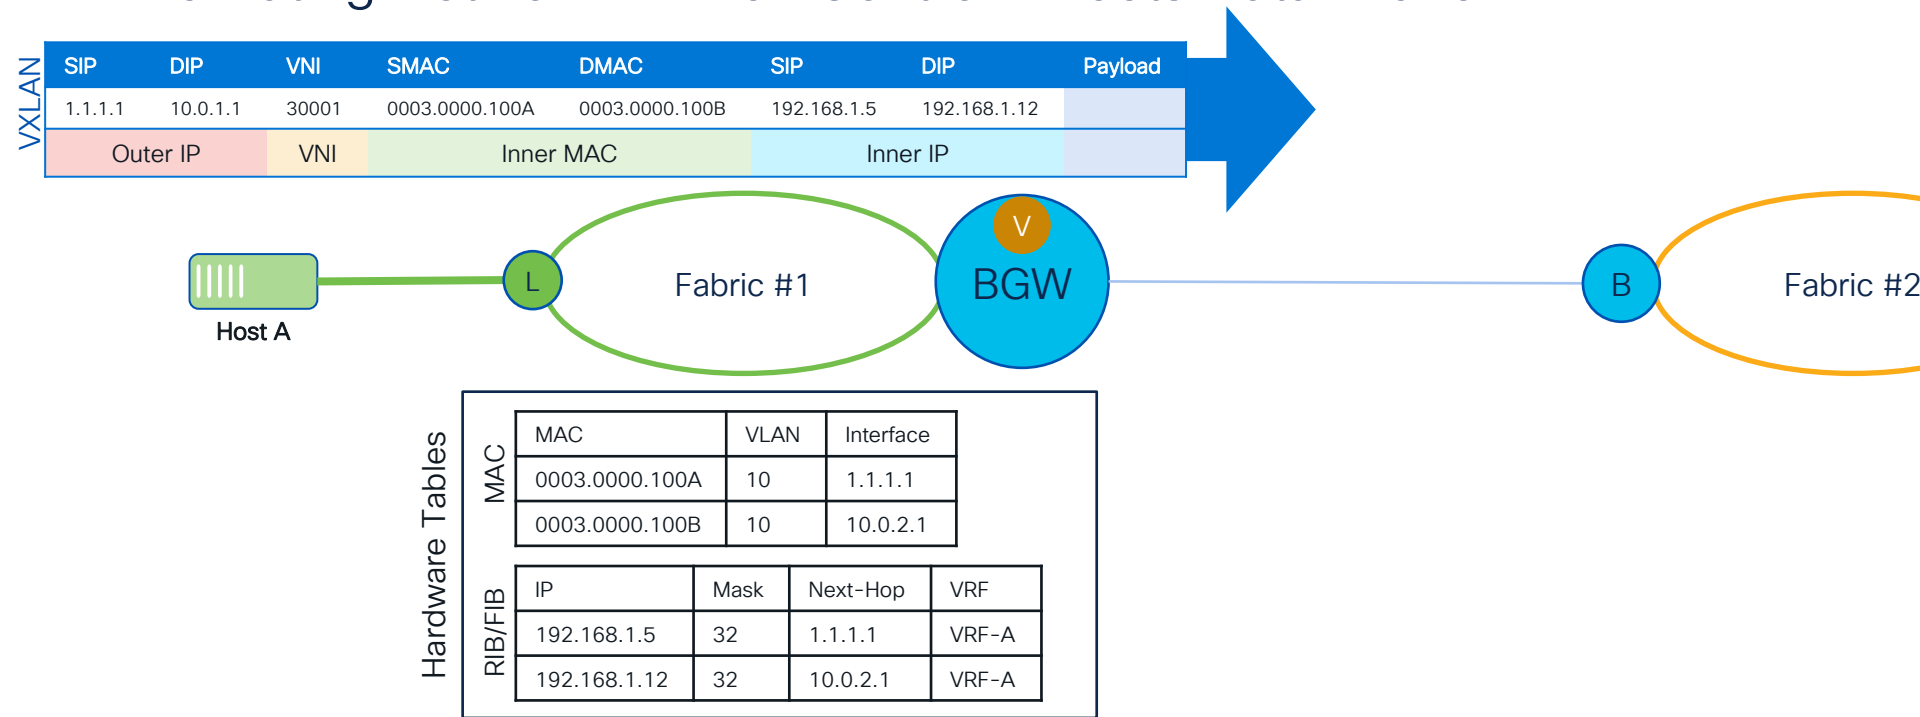 VXLAN
SIP DIP VNI SMAC DMAC SIP DIP Payload
1.1.1.1 10.0.1.1 30001 0003.0000.100A 0003.0000.100B 192.168.1.5 192.168.1.12
Outer IP VNI Inner MAC Inner IP
V
L Fabric #1 BGW B Fabric #2
Host A
Hardware Tables
MAC
MAC VLAN Interface
0003.0000.100A 10 1.1.1.1
0003.0000.100B 10 10.0.2.1
RIB/FIB
IP Mask Next-Hop VRF
192.168.1.5 32 1.1.1.1 VRF-A
192.168.1.12 32 10.0.2.1 VRF-A